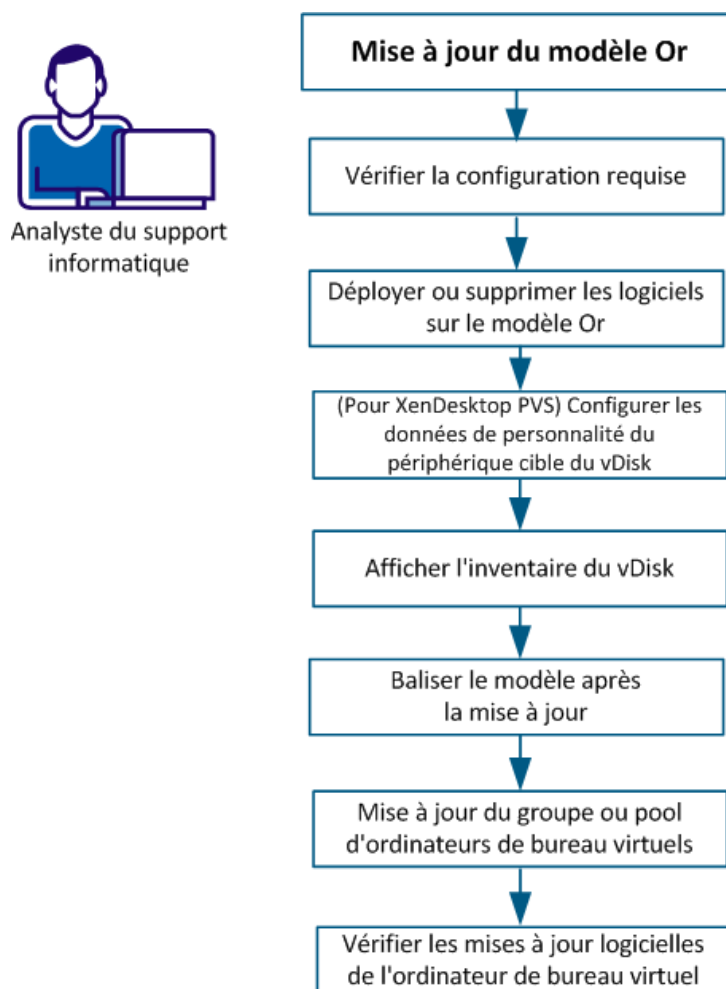 Mise à jour du modèle Or
Vérifier la configuration requise
Analyste du support
informatique
Déployer ou supprimer les logiciels
sur le modèle Or
(Pour XenDesktop PVS) Configurer les
données de personnalité du
périphérique cible du vDisk
Afficher l'inventaire du vDisk
Baliser le modèle après
la mise à jour
Mise à jour du groupe ou pool
d'ordinateurs de bureau virtuels
Vérifier les mises à jour logicielles
de l'ordinateur de bureau virtuel